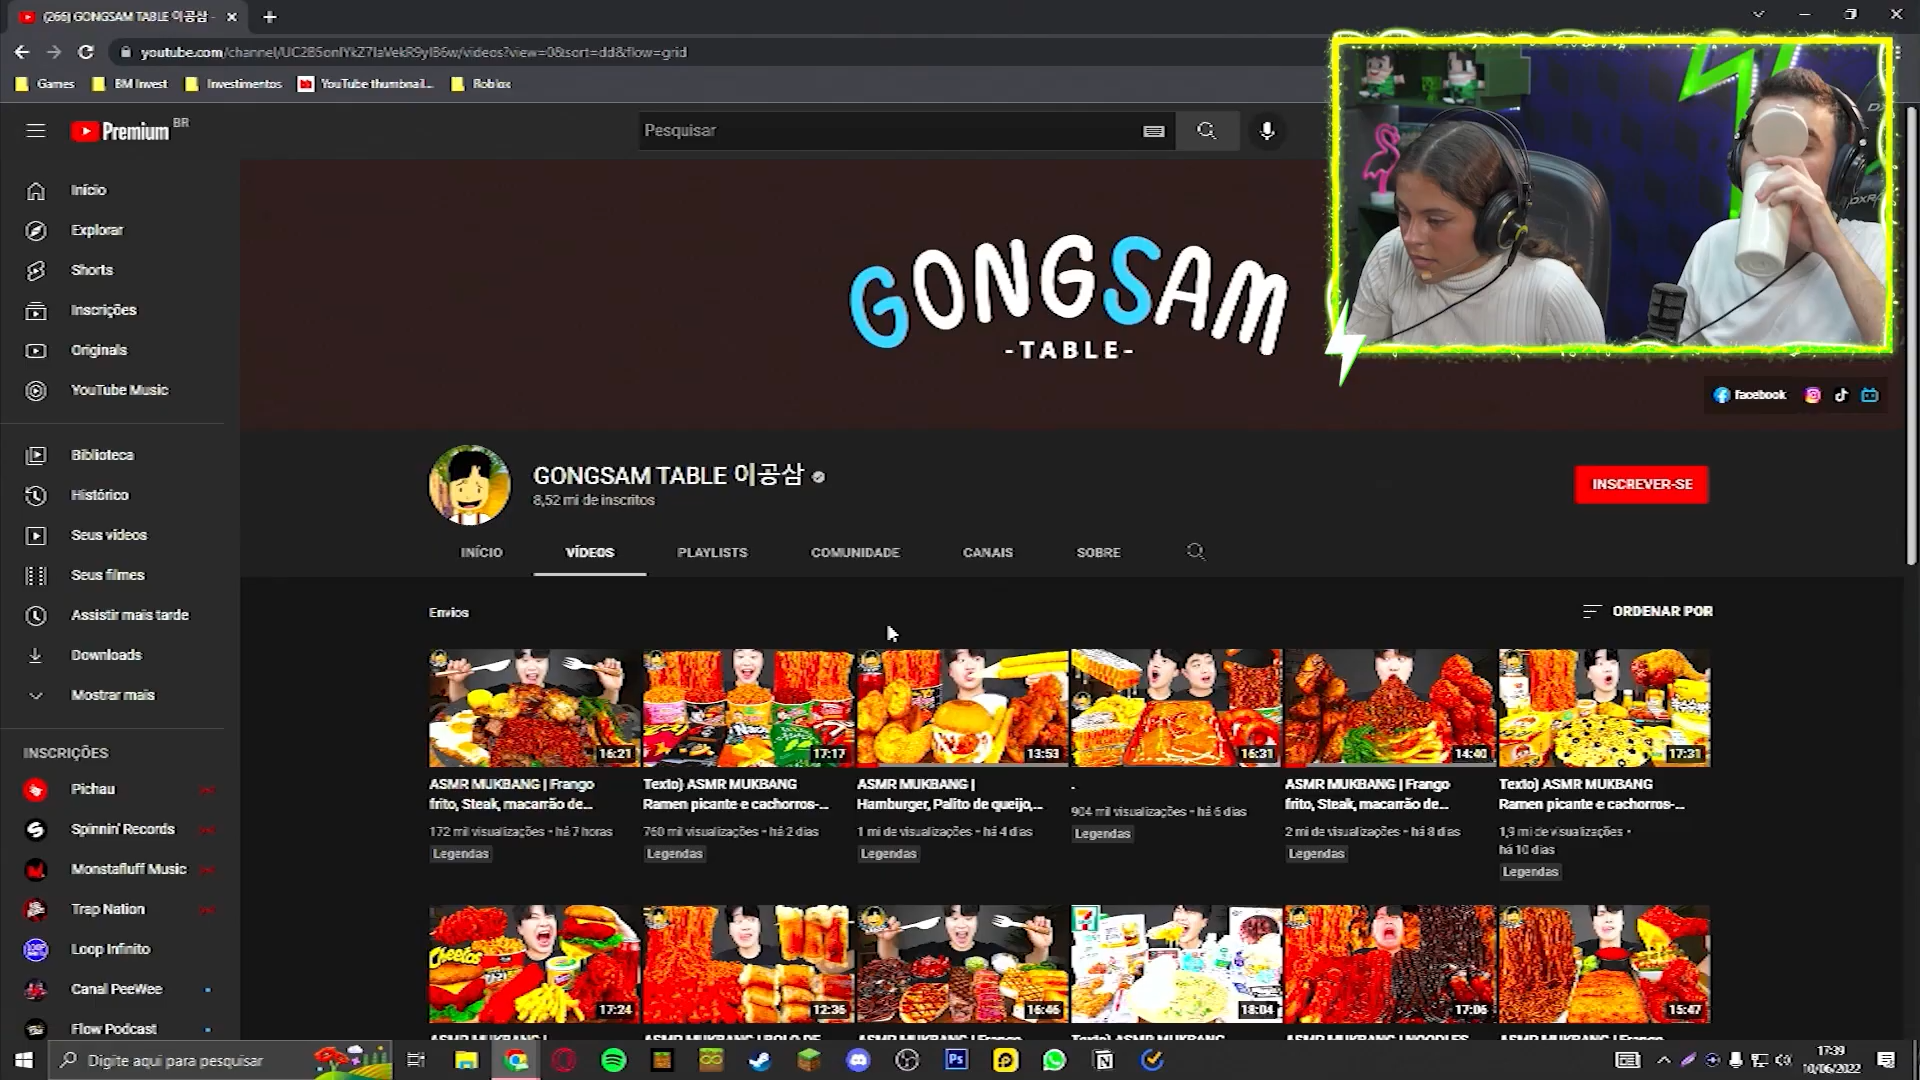 (266) GONGSAM TABLE 이공삼 -
youtube.com/channel/UC2B5onIYkZ7IaVekR9yIB6w/videos?view=0&sort=dd&flow=grid
Games
BM Invest
Investimentos
YouTube thumbnail...
Roblox
Premium BR
Pesquisar
Início
Explorar
Shorts
Inscrições
Originals
YouTube Music
Biblioteca
Histórico
Seus vídeos
Seus filmes
Assistir mais tarde
Downloads
Mostrar mais
INSCRIÇÕES
Pichau
Spinnin' Records
Monstafluff Music
Trap Nation
Loop Infinito
Canal PeeWee
Flow Podcast
GONGSAM
-TABLE-
facebook
GONGSAM TABLE 이공삼
8,52 mi de inscritos
INSCREVER-SE
INÍCIO
VÍDEOS
PLAYLISTS
COMUNIDADE
CANAIS
SOBRE
Envios
ORDENAR POR
16:21
17:17
13:53
16:31
14:40
17:31
ASMR MUKBANG | Frango
frito, Steak, macarrão de...
172 mil visualizações • há 7 horas
Legendas
Texto) ASMR MUKBANG
Ramen picante e cachorros-...
760 mil visualizações • há 2 dias
Legendas
ASMR MUKBANG |
Hamburger, Palito de queijo,...
1 mi de visualizações • há 4 dias
Legendas
.
904 mil visualizações • há 6 dias
Legendas
ASMR MUKBANG | Frango
frito, Steak, macarrão de...
2 mi de visualizações • há 8 dias
Legendas
Texto) ASMR MUKBANG
Ramen picante e cachorros-...
1,9 mi de visualizações •
há 10 dias
Legendas
Cheetos
17:24
12:36
16:46
18:04
17:06
15:47
Digite aqui para pesquisar
Ps
17:39
10/06/2022